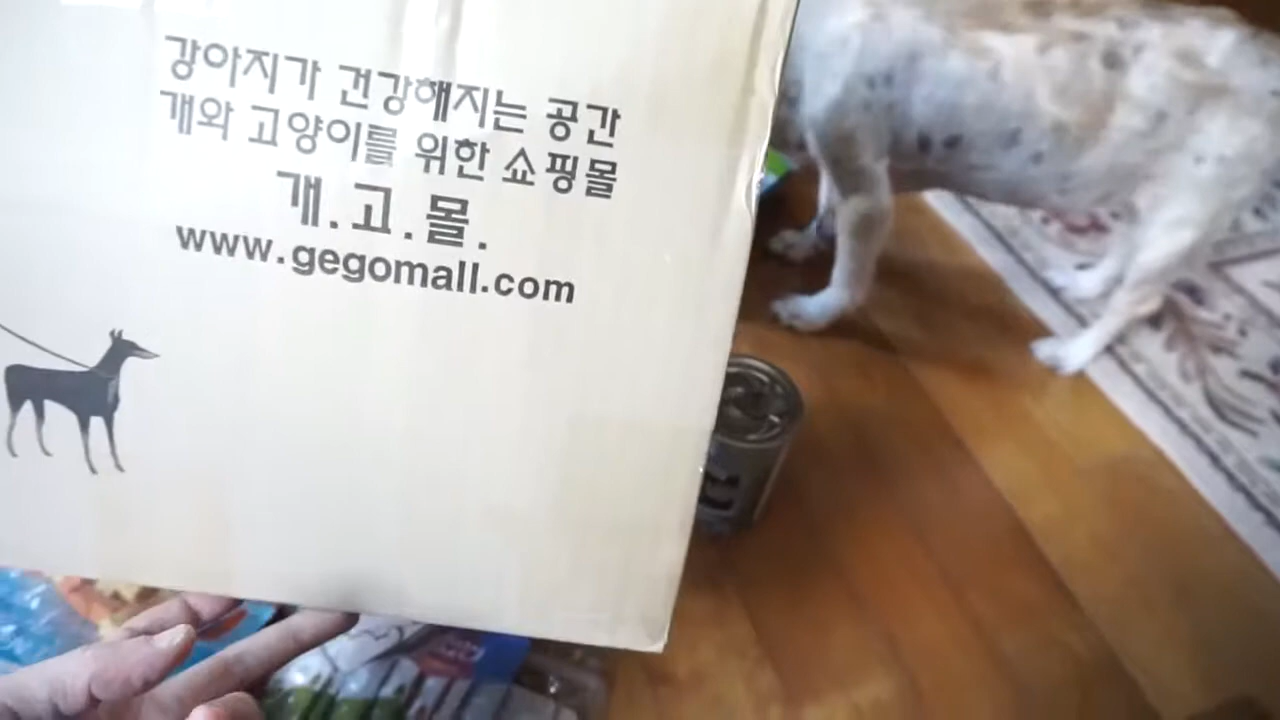 강아지가 건강해지는 공간
개와 고양이를 위한 쇼핑몰
개.고.몰.
www.gegomall.com